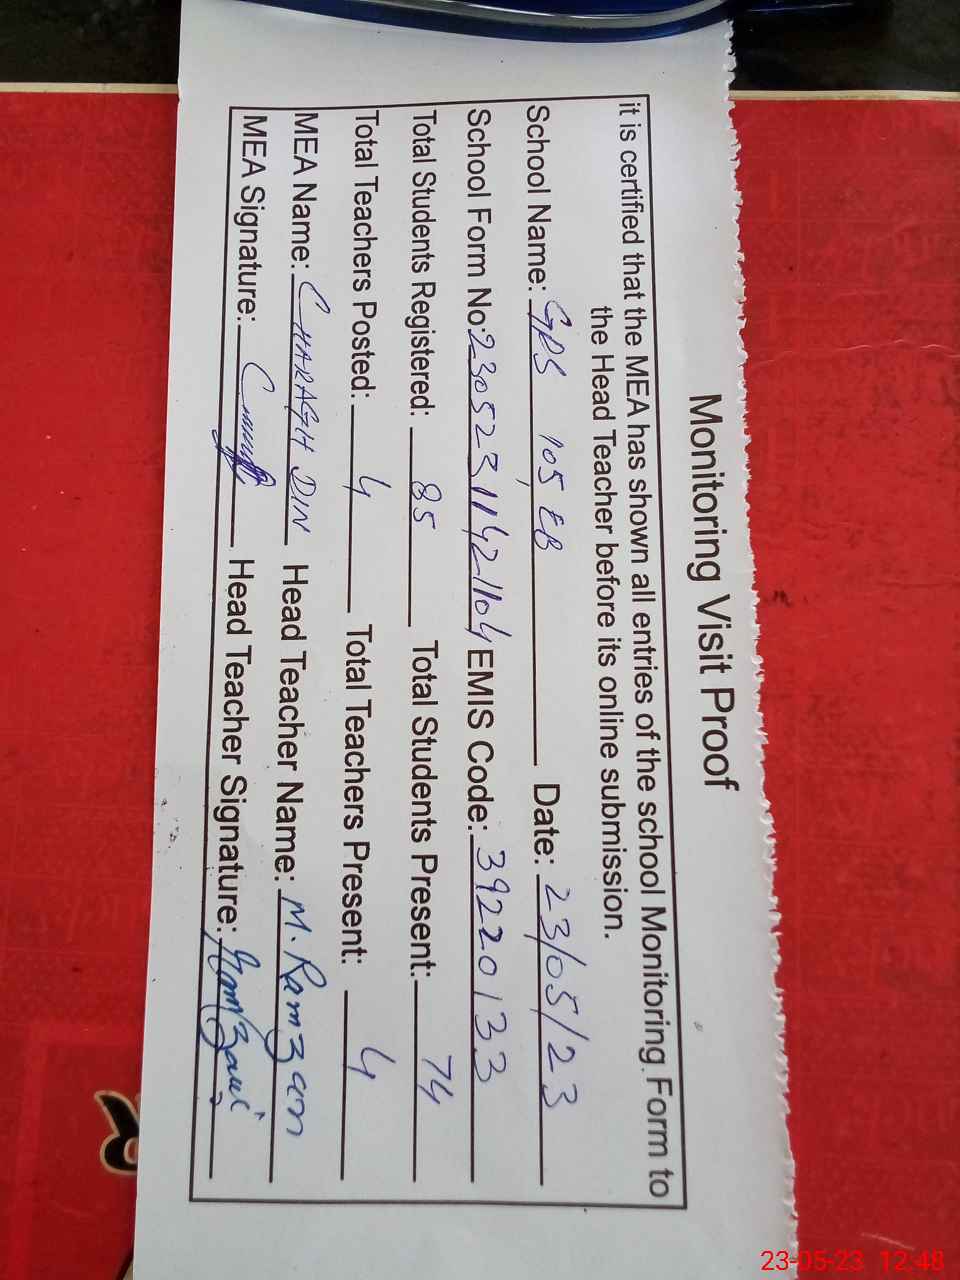 Monitoring Visit Proof
it is certified that the MEA has shown all entries of the school Monitoring Form to
the Head Teacher before its online submission.
School Name: GPS 105 EB Date: 23/05/23
School Form No: 23052311421104 EMIS Code: 39220133
Total Students Registered: 85 Total Students Present: 74
Total Teachers Posted: 4 Total Teachers Present: 4
MEA Name: CHARAGH DIN Head Teacher Name: M. Ramzan
MEA Signature: Head Teacher Signature:
23-05-23 12:48